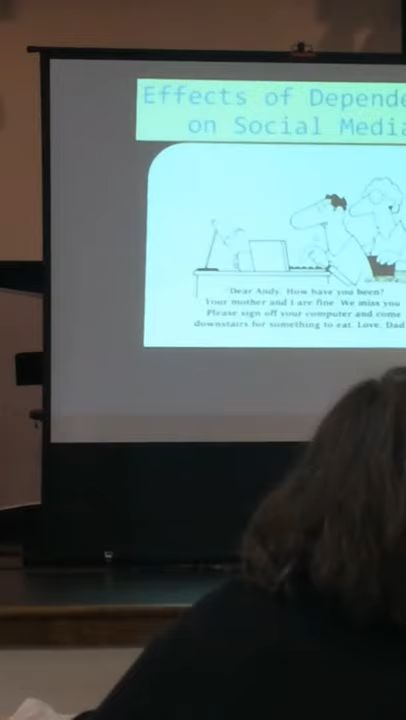 Effects of Depende
on Social Media
"Dear Andy. How have you been?
Your mother and I are fine. We miss you
Please sign off your computer and come
downstairs for something to eat. Love, Dad